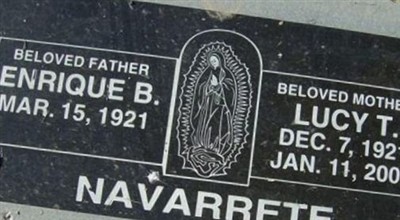 BELOVED FATHER
ENRIQUE B.
MAR. 15, 1921
BELOVED MOTHE
LUCY T.
DEC. 7, 192
JAN. 11, 200
NAVARRETE